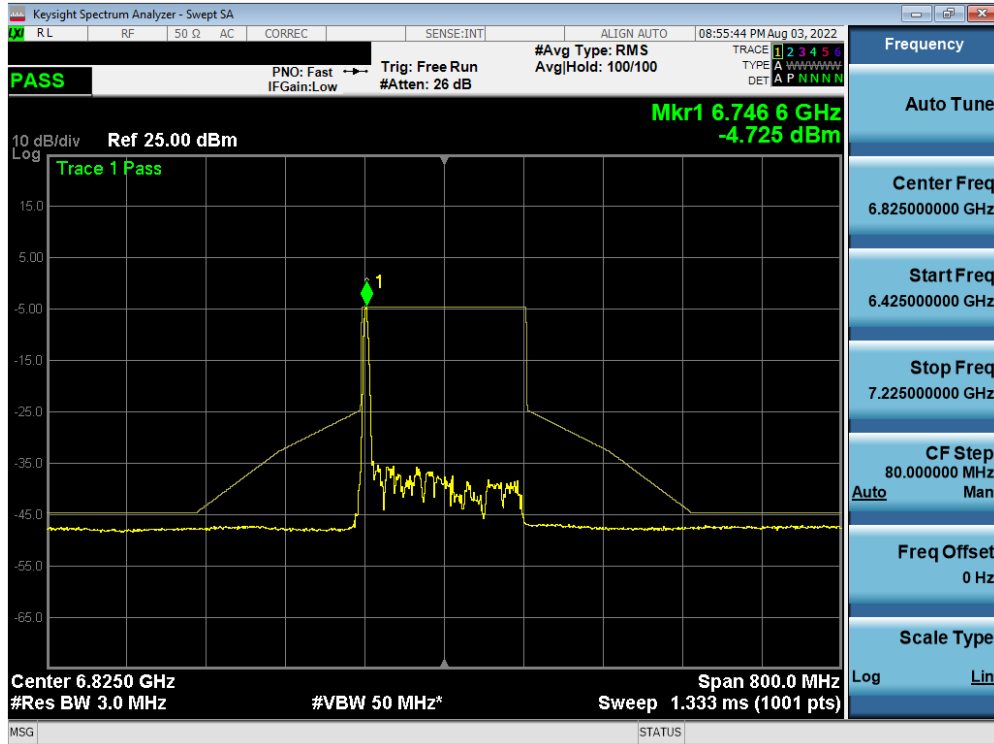 Keysight Spectrum Analyzer - Swept SA
LXI RL RF 50 Ω AC CORREC SENSE:INT ALIGN AUTO 08:55:44 PM Aug 03, 2022
PASS
PNO: Fast
IFGain:Low
Trig: Free Run
#Atten: 26 dB
#Avg Type: RMS
Avg|Hold: 100/100
TRACE 1 2 3 4 5 6
TYPE A WWWWW
DET A P N N N N
Mkr1 6.746 6 GHz
-4.725 dBm
10 dB/div Ref 25.00 dBm
Log
Trace 1 Pass
15.0
5.00
1
-5.00
-15.0
-25.0
-35.0
-45.0
-55.0
-65.0
Center 6.8250 GHz Span 800.0 MHz
#Res BW 3.0 MHz #VBW 50 MHz* Sweep 1.333 ms (1001 pts)
MSG STATUS
Frequency
Auto Tune
Center Freq
6.825000000 GHz
Start Freq
6.425000000 GHz
Stop Freq
7.225000000 GHz
CF Step
80.000000 MHz
Auto Man
Freq Offset
0 Hz
Scale Type
Log Lin